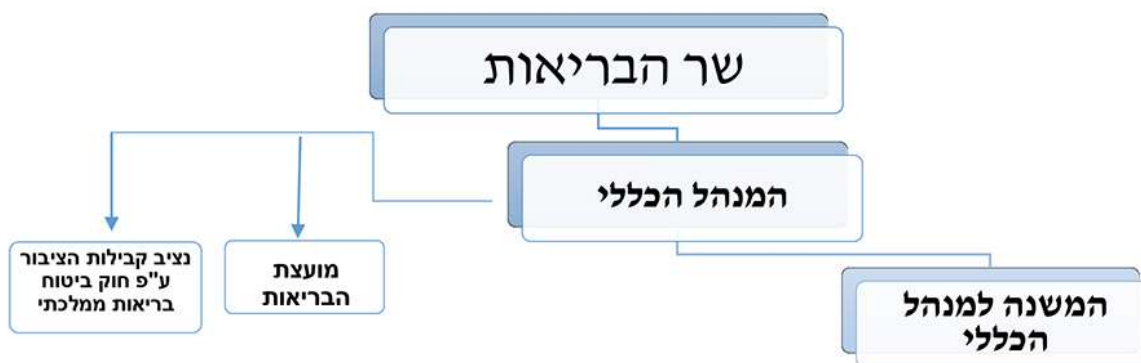 שר הבריאות
המנהל הכללי
מועצת
הבריאות
נציב קבילות הציבור
ע"פ חוק ביטוח
בריאות ממלכתי
המשנה למנהל
הכללי